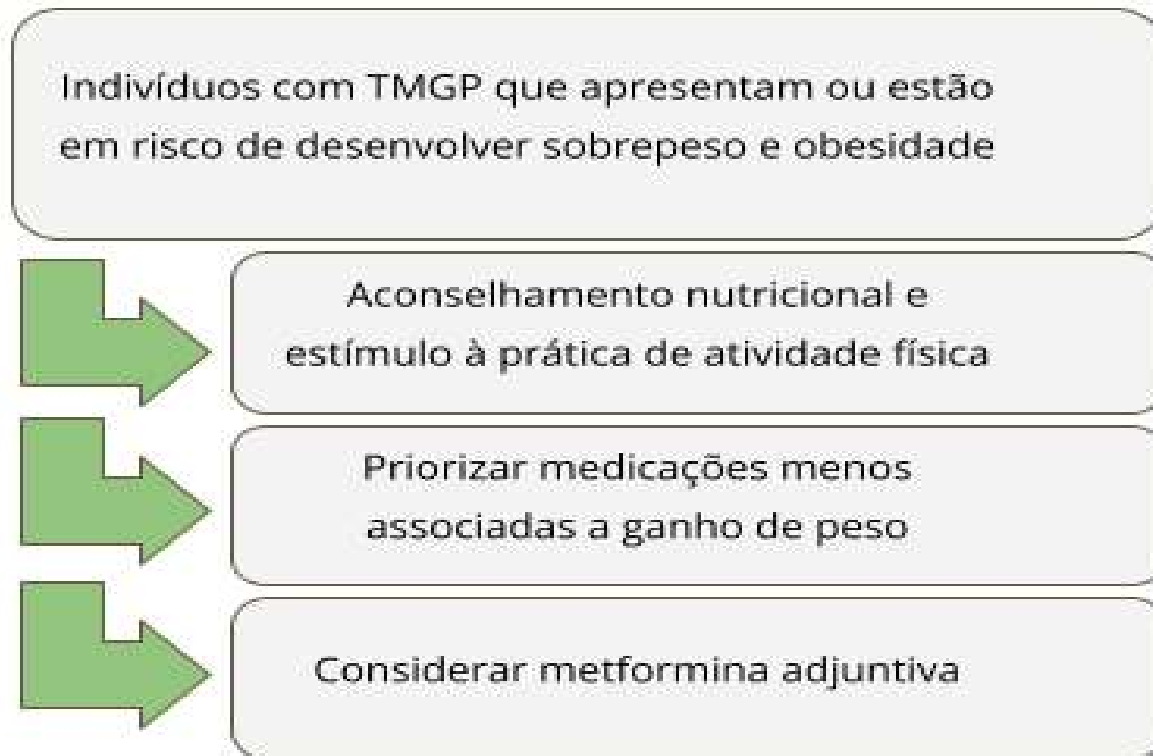 Indivíduos com TMGP que apresentam ou estão
em risco de desenvolver sobrepeso e obesidade
Aconselhamento nutricional e
estímulo à prática de atividade física
Priorizar medicações menos
associadas a ganho de peso
Considerar metformina adjuntiva